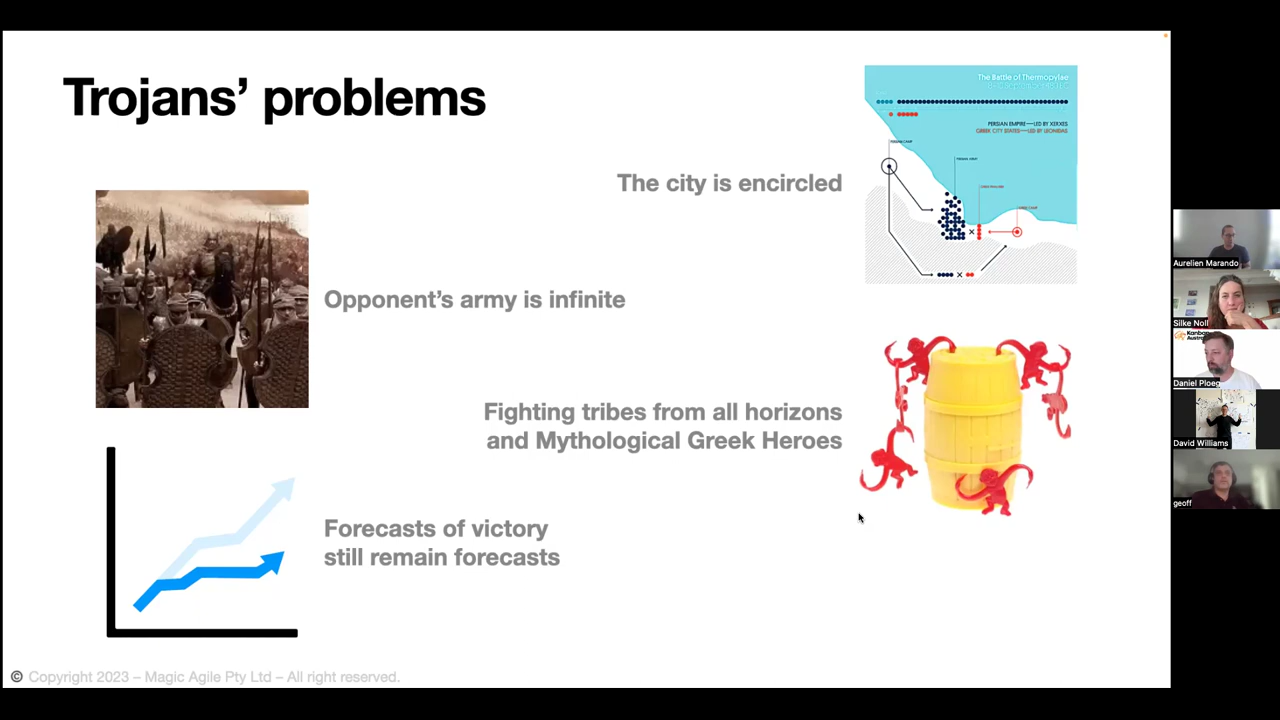 Trojans’ problems
The Battle of Thermopylae
PERSIAN EMPIRE—LED BY XERXES
GREEK CITY STATES—LED BY LEONIDAS
PERSIAN CAMP
The city is encircled
Opponent’s army is infinite
Fighting tribes from all horizons
and Mythological Greek Heroes
Forecasts of victory
still remain forecasts
© Copyright 2023 – Magic Agile Pty Ltd – All right reserved.
Aurelien Marando
Silke Noll
Kanban
Daniel Ploeg
David Williams
geoff